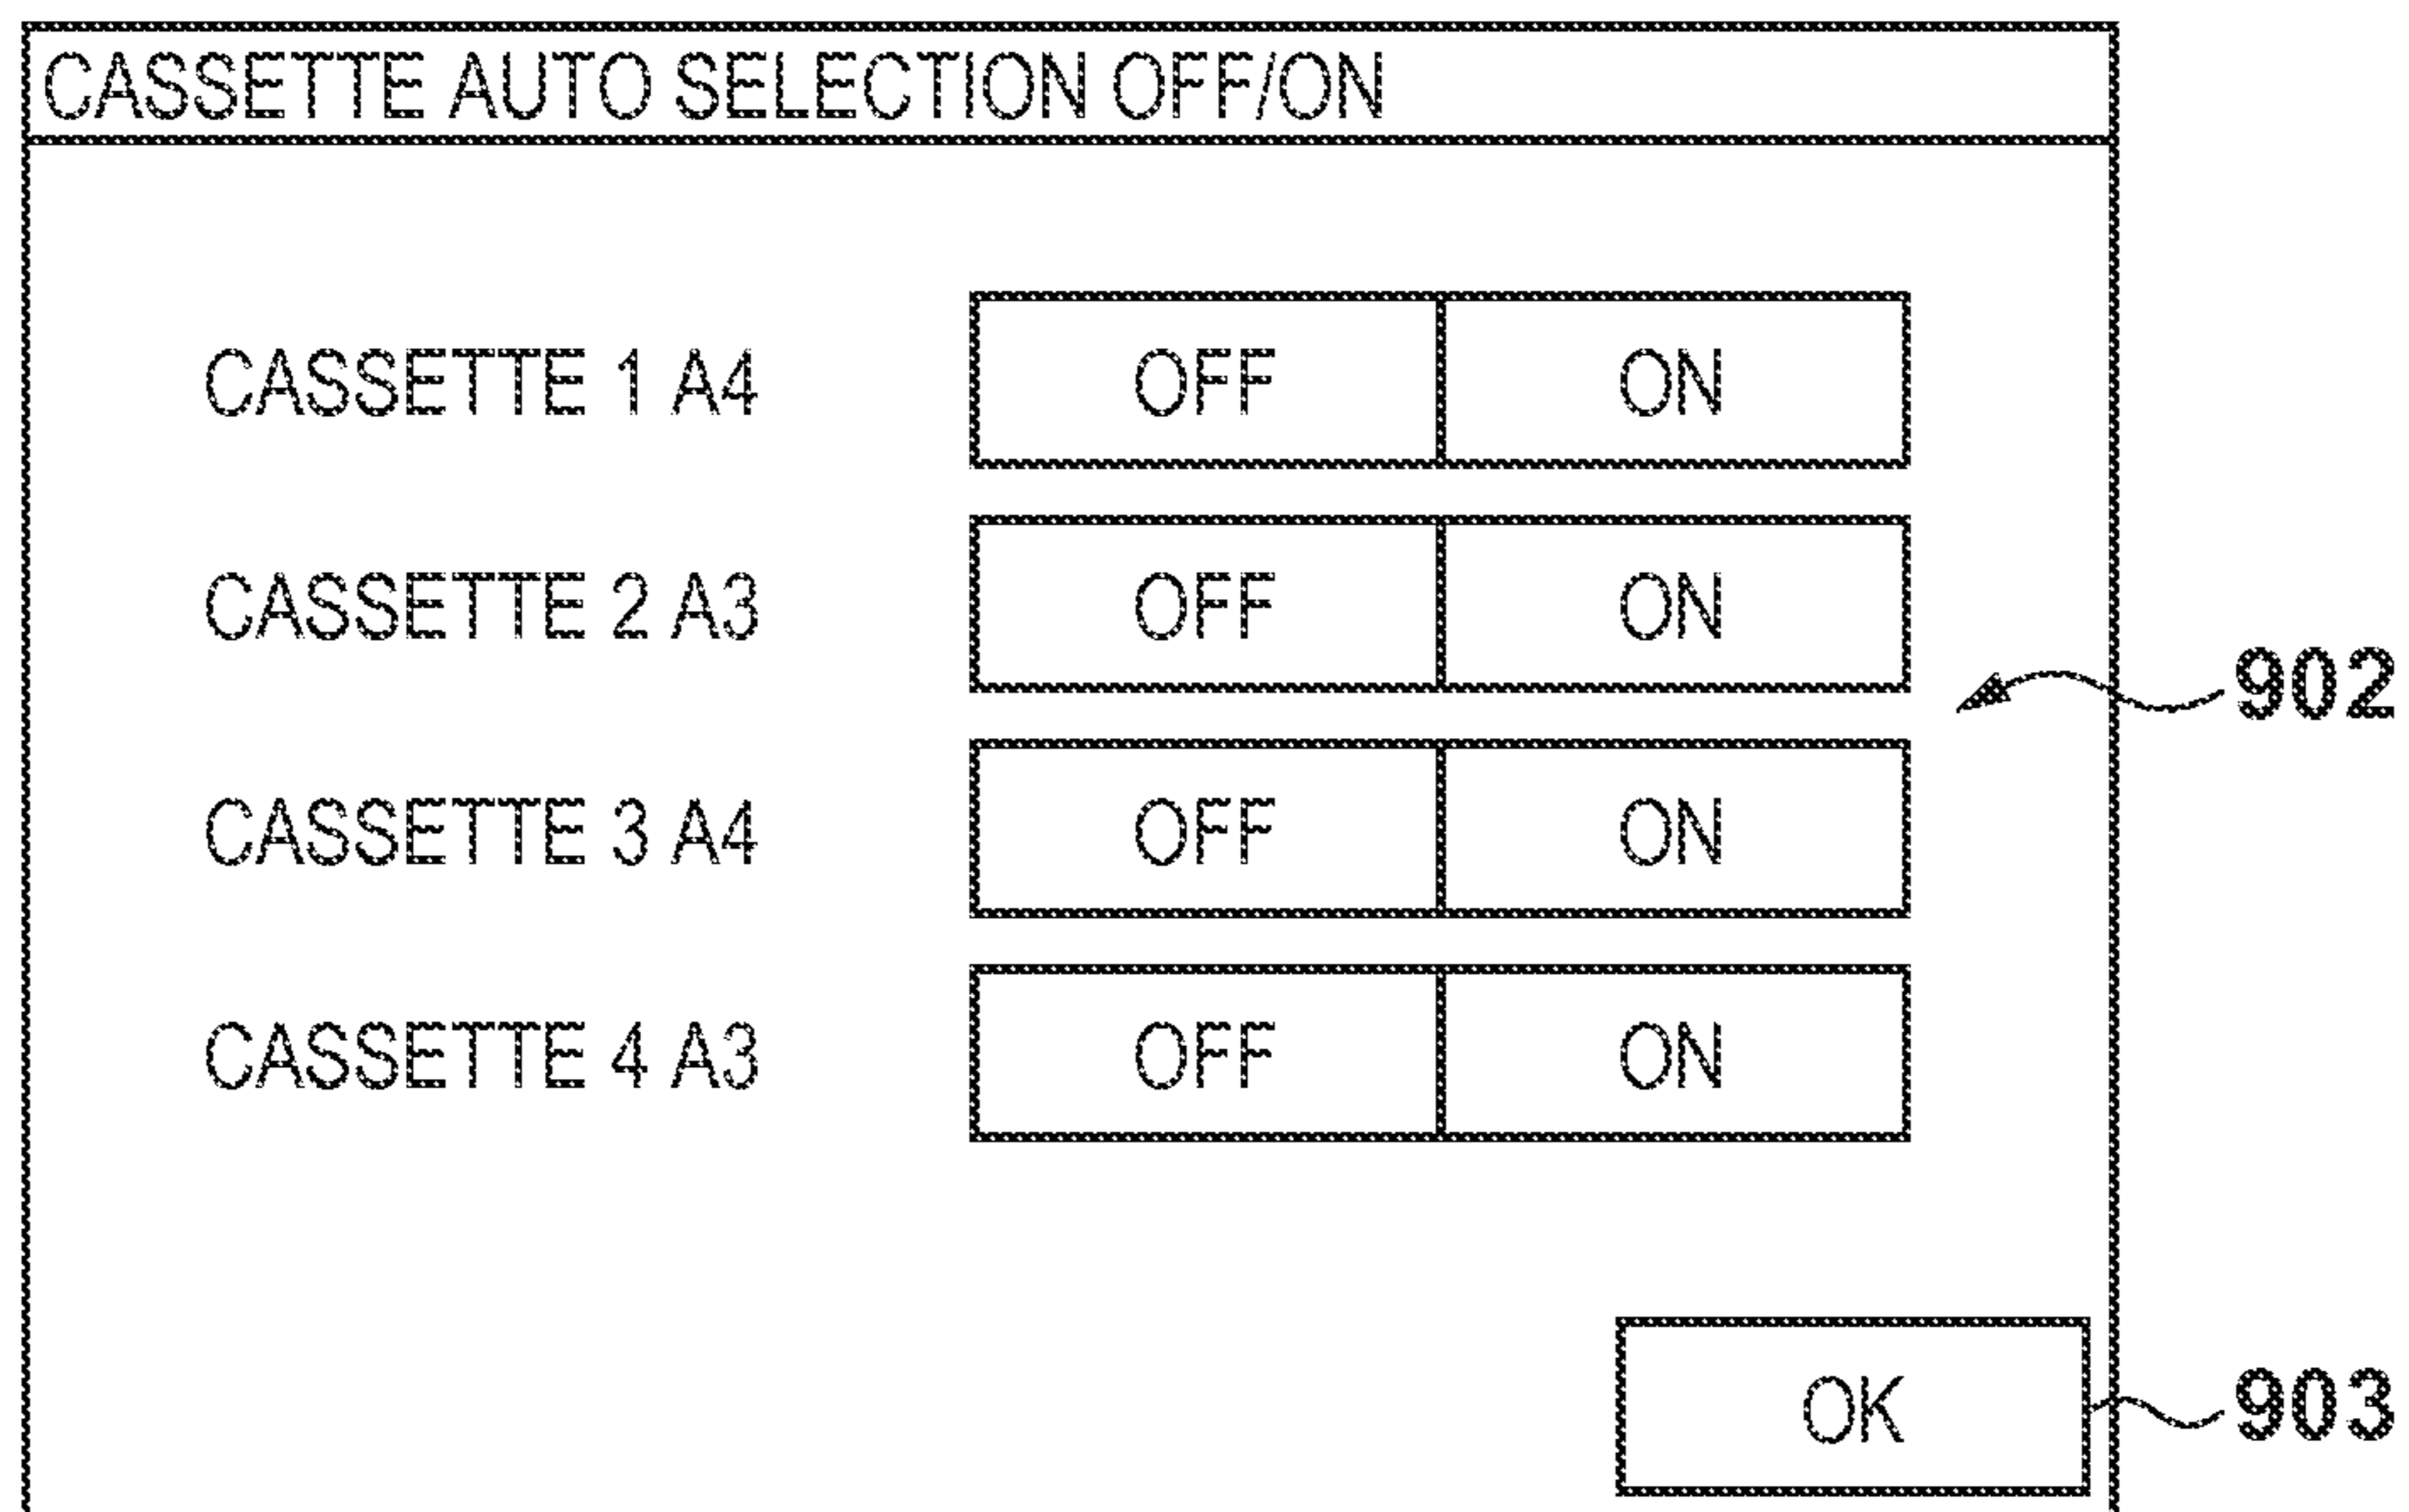 CASSETTE AUTO SELECTION OFF/ON
CASSETTE 1 A4 OFF ON
CASSETTE 2 A3 OFF ON
902
CASSETTE 3 A4 OFF ON
CASSETTE 4 A3 OFF ON
OK 903